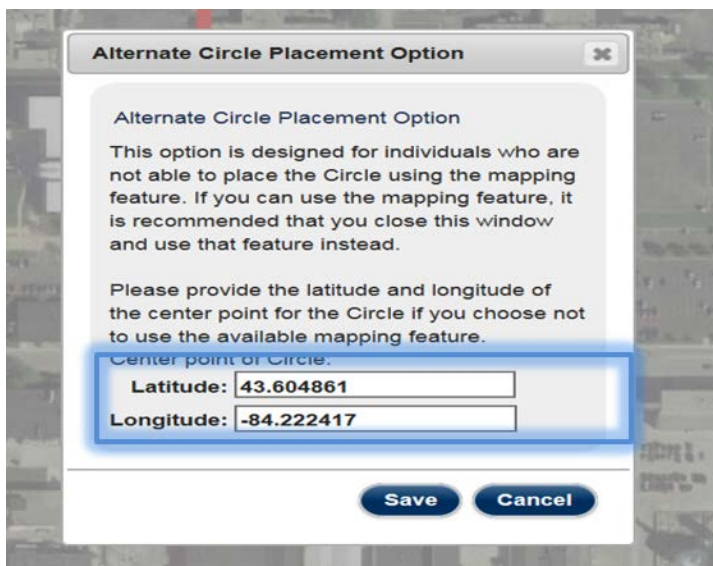 Alternate Circle Placement Option
Alternate Circle Placement Option
This option is designed for individuals who are
not able to place the Circle using the mapping
feature. If you can use the mapping feature, it
is recommended that you close this window
and use that feature instead.
Please provide the latitude and longitude of
the center point for the Circle if you choose not
to use the available mapping feature.
Center point of Circle:
Latitude: 43.604861
Longitude: -84.222417
Save Cancel